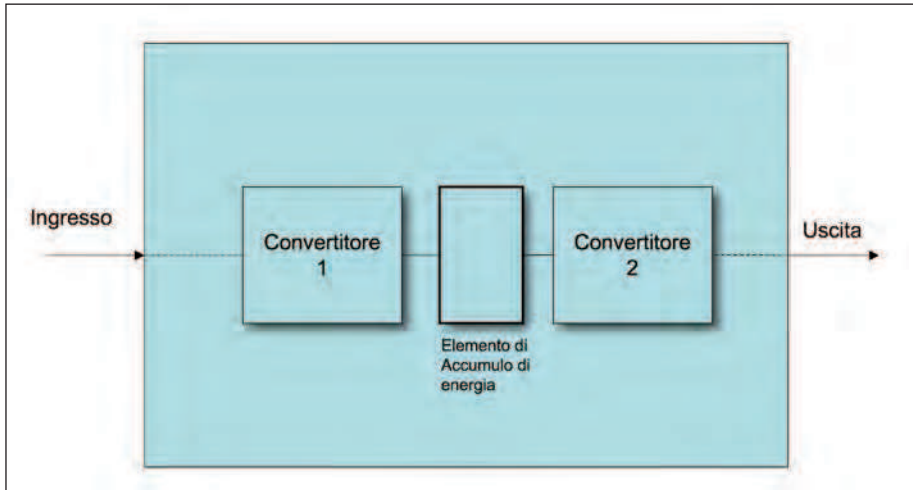 Ingresso
Convertitore
1
Elemento di
Accumulo di
energia
Convertitore
2
Uscita